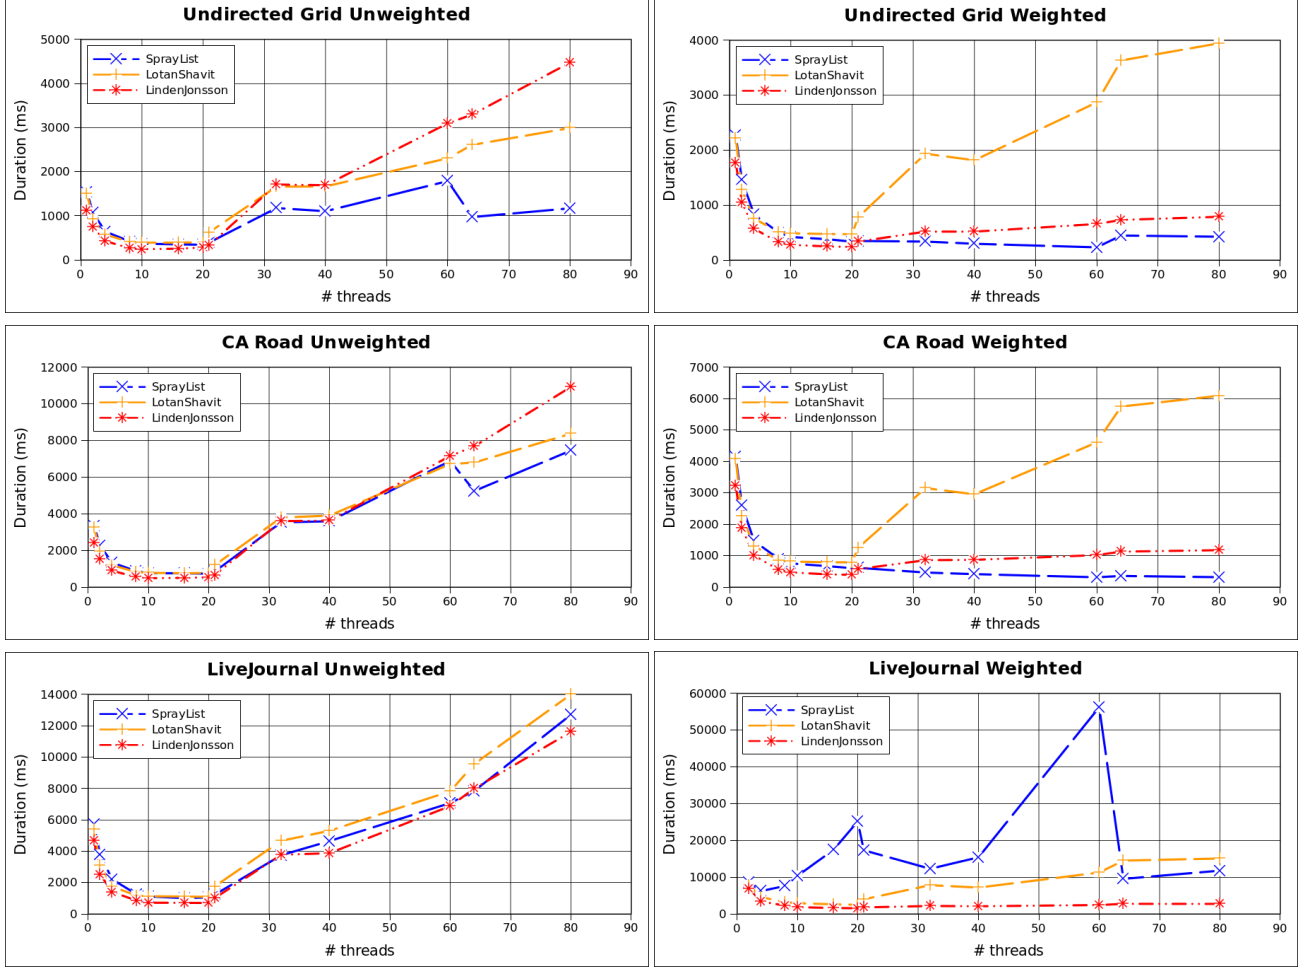 Undirected Grid Unweighted
5000
4000
3000
2000
1000
0
Duration (ms)
SprayList
LotanShavit
LindenJonsson
0 10 20 30 40 50 60 70 80 90
# threads
Undirected Grid Weighted
4000
3000
2000
1000
0
Duration (ms)
SprayList
LotanShavit
LindenJonsson
0 10 20 30 40 50 60 70 80 90
# threads
CA Road Unweighted
12000
10000
8000
6000
4000
2000
0
Duration (ms)
SprayList
LotanShavit
LindenJonsson
0 10 20 30 40 50 60 70 80 90
# threads
CA Road Weighted
7000
6000
5000
4000
3000
2000
1000
0
Duration (ms)
SprayList
LotanShavit
LindenJonsson
0 10 20 30 40 50 60 70 80 90
# threads
LiveJournal Unweighted
14000
12000
10000
8000
6000
4000
2000
0
Duration (ms)
SprayList
LotanShavit
LindenJonsson
0 10 20 30 40 50 60 70 80 90
# threads
LiveJournal Weighted
60000
50000
40000
30000
20000
10000
0
Duration (ms)
SprayList
LotanShavit
LindenJonsson
0 10 20 30 40 50 60 70 80 90
# threads